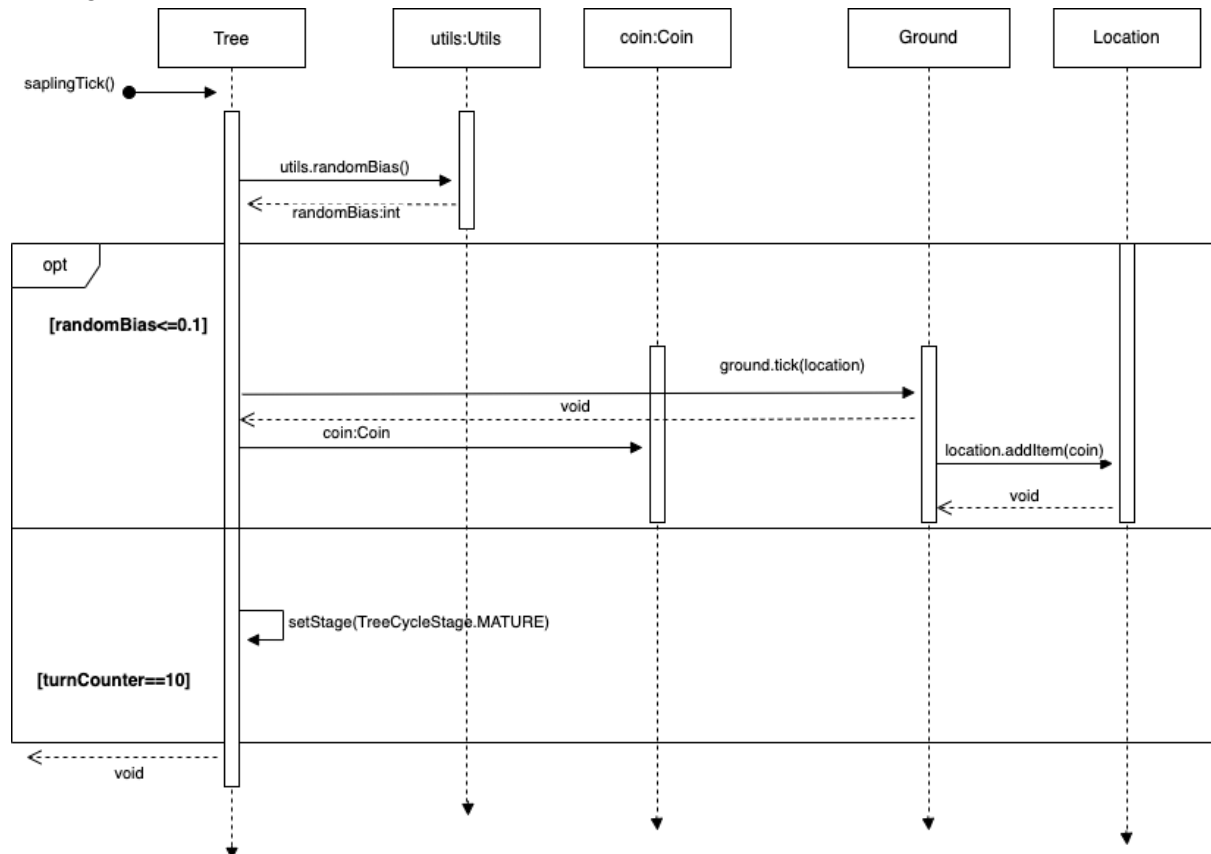 Tree
utils:Utils
coin:Coin
Ground
Location
saplingTick()
utils.randomBias()
randomBias:int
opt
[randomBias<=0.1]
ground.tick(location)
void
coin:Coin
location.addItem(coin)
void
setStage(TreeCycleStage.MATURE)
[turnCounter==10]
void